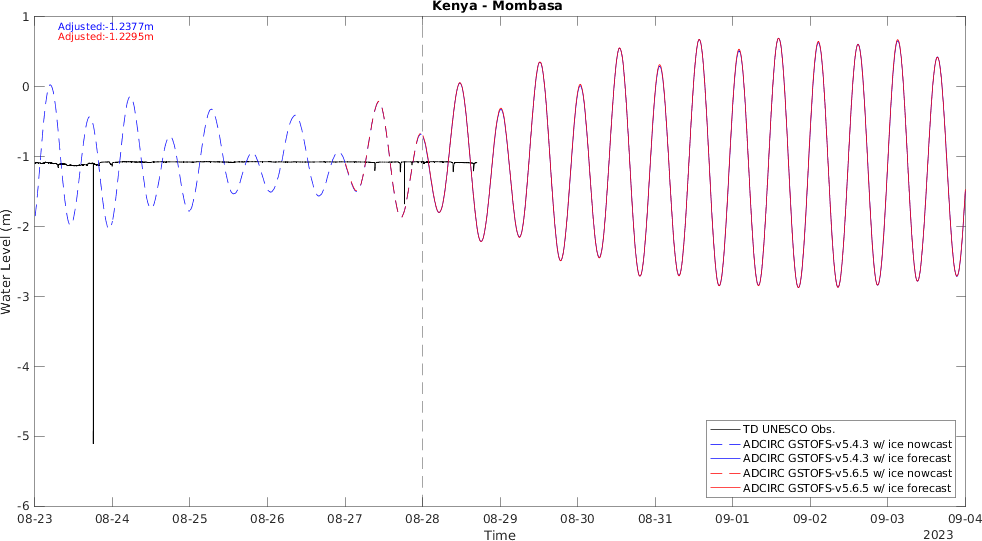 Kenya - Mombasa
Adjusted:-1.2377m
Adjusted:-1.2295m
Water Level (m)
1
0
-1
-2
-3
-4
-5
-6
TD UNESCO Obs.
ADCIRC GSTOFS-v5.4.3 w/ ice nowcast
ADCIRC GSTOFS-v5.4.3 w/ ice forecast
ADCIRC GSTOFS-v5.6.5 w/ ice nowcast
ADCIRC GSTOFS-v5.6.5 w/ ice forecast
08-23 08-24 08-25 08-26 08-27 08-28 08-29 08-30 08-31 09-01 09-02 09-03 09-04
Time
2023